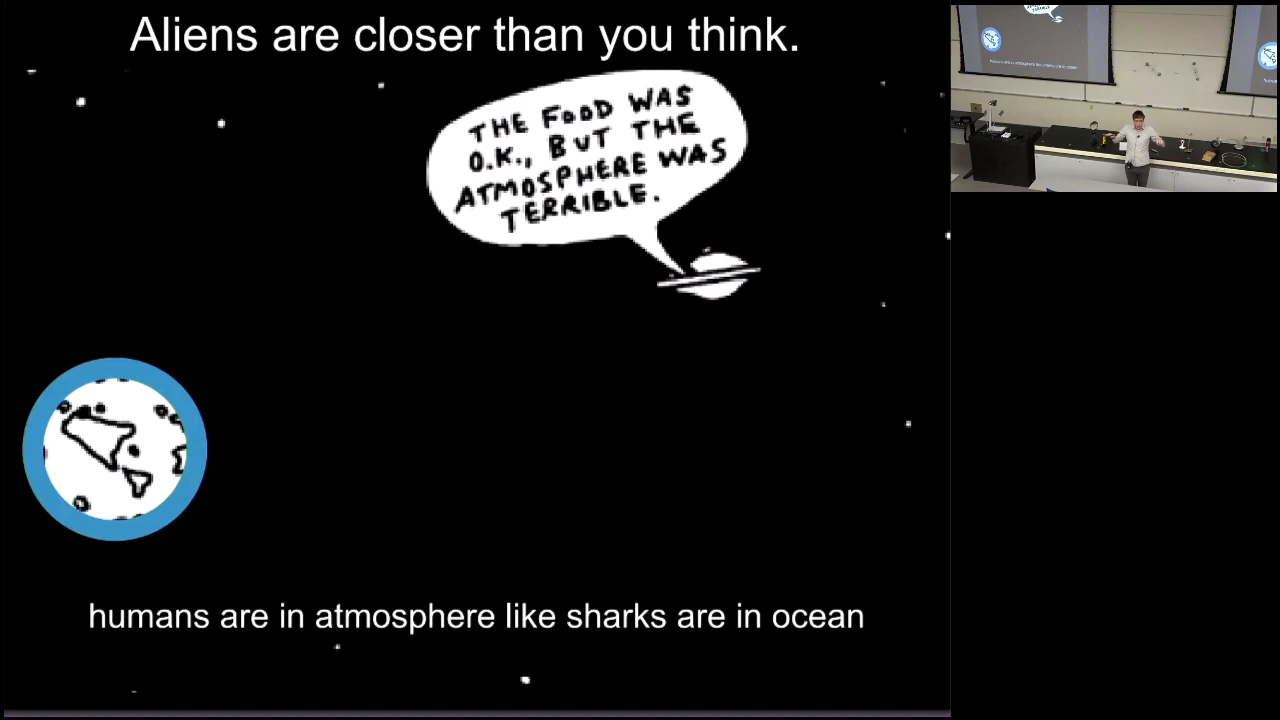 Aliens are closer than you think.
THE FOOD WAS
O.K., BUT THE
ATMOSPHERE WAS
TERRIBLE.
humans are in atmosphere like sharks are in ocean